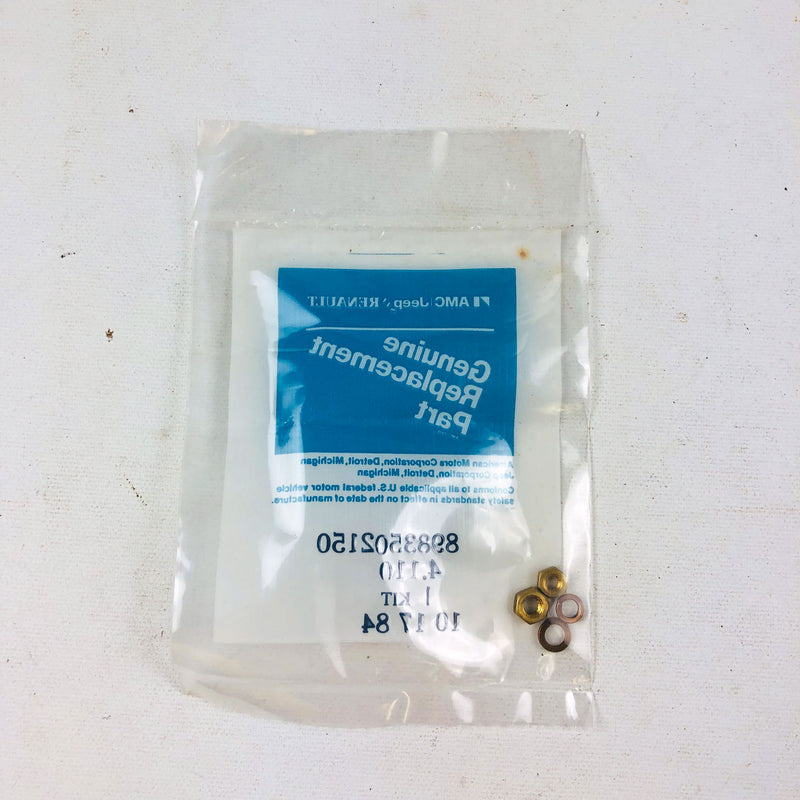 AMC Jeep RENAULT
Genuine
Replacement
Part
American Motors Corporation, Detroit, Michigan
Jeep Corporation, Detroit, Michigan
Conforms to all applicable U.S. federal motor vehicle
safety standards in effect on the date of manufacture.
8983502150
4.110
1 KIT
10 17 84